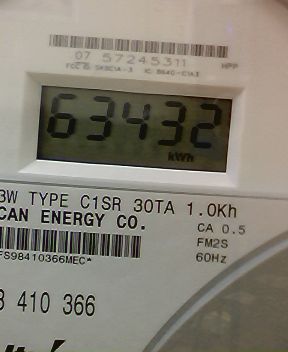 07 57245311 HPP
63432
kWh
3W TYPE C1SR 30TA 1.0Kh
CAN ENERGY CO. CA 0.5
FM2S
FS98410366MEC* 60Hz
410 366